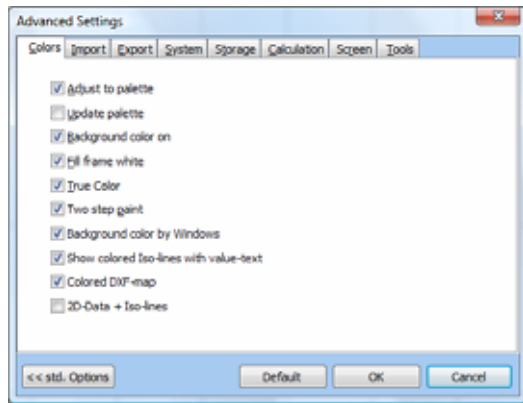 Advanced Settings
Colors Import Export System Storage Calculation Screen Tools
Adjust to palette
Update palette
Background color on
Fill frame white
True Color
Two step paint
Background color by Windows
Show colored Iso-lines with value-text
Colored DXF-map
2D-Data + Iso-lines
<< std. Options Default OK Cancel